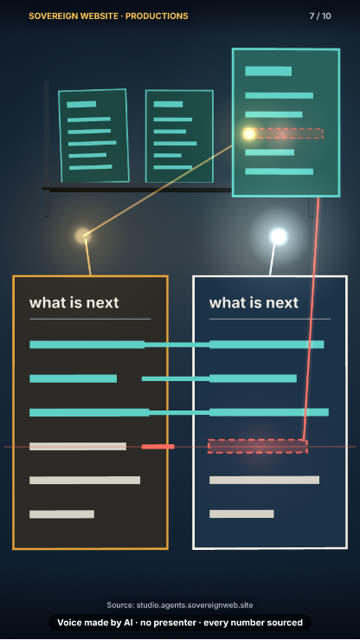 SOVEREIGN WEBSITE · PRODUCTIONS
7 / 10
what is next
what is next
Source: studio.agents.sovereignweb.site
Voice made by AI · no presenter · every number sourced